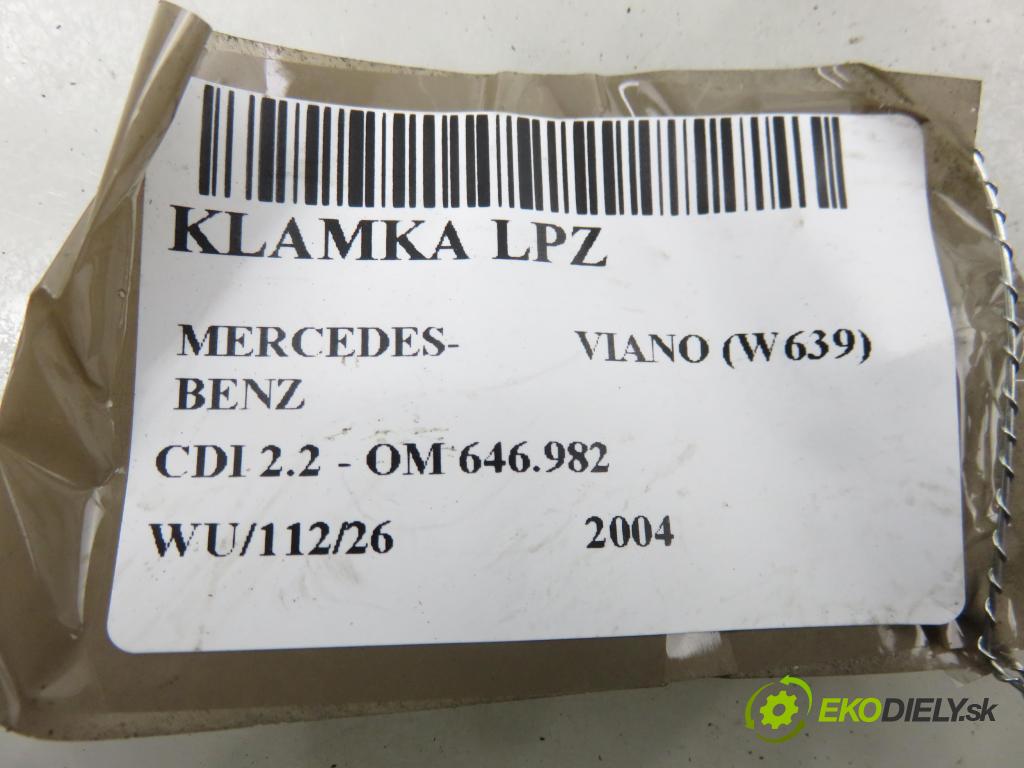 KLAMKA LPZ
MERCEDES-
BENZ
VIANO (W639)
CDI 2.2 - OM 646.982
WU/112/26 2004
EKODIELY.sk